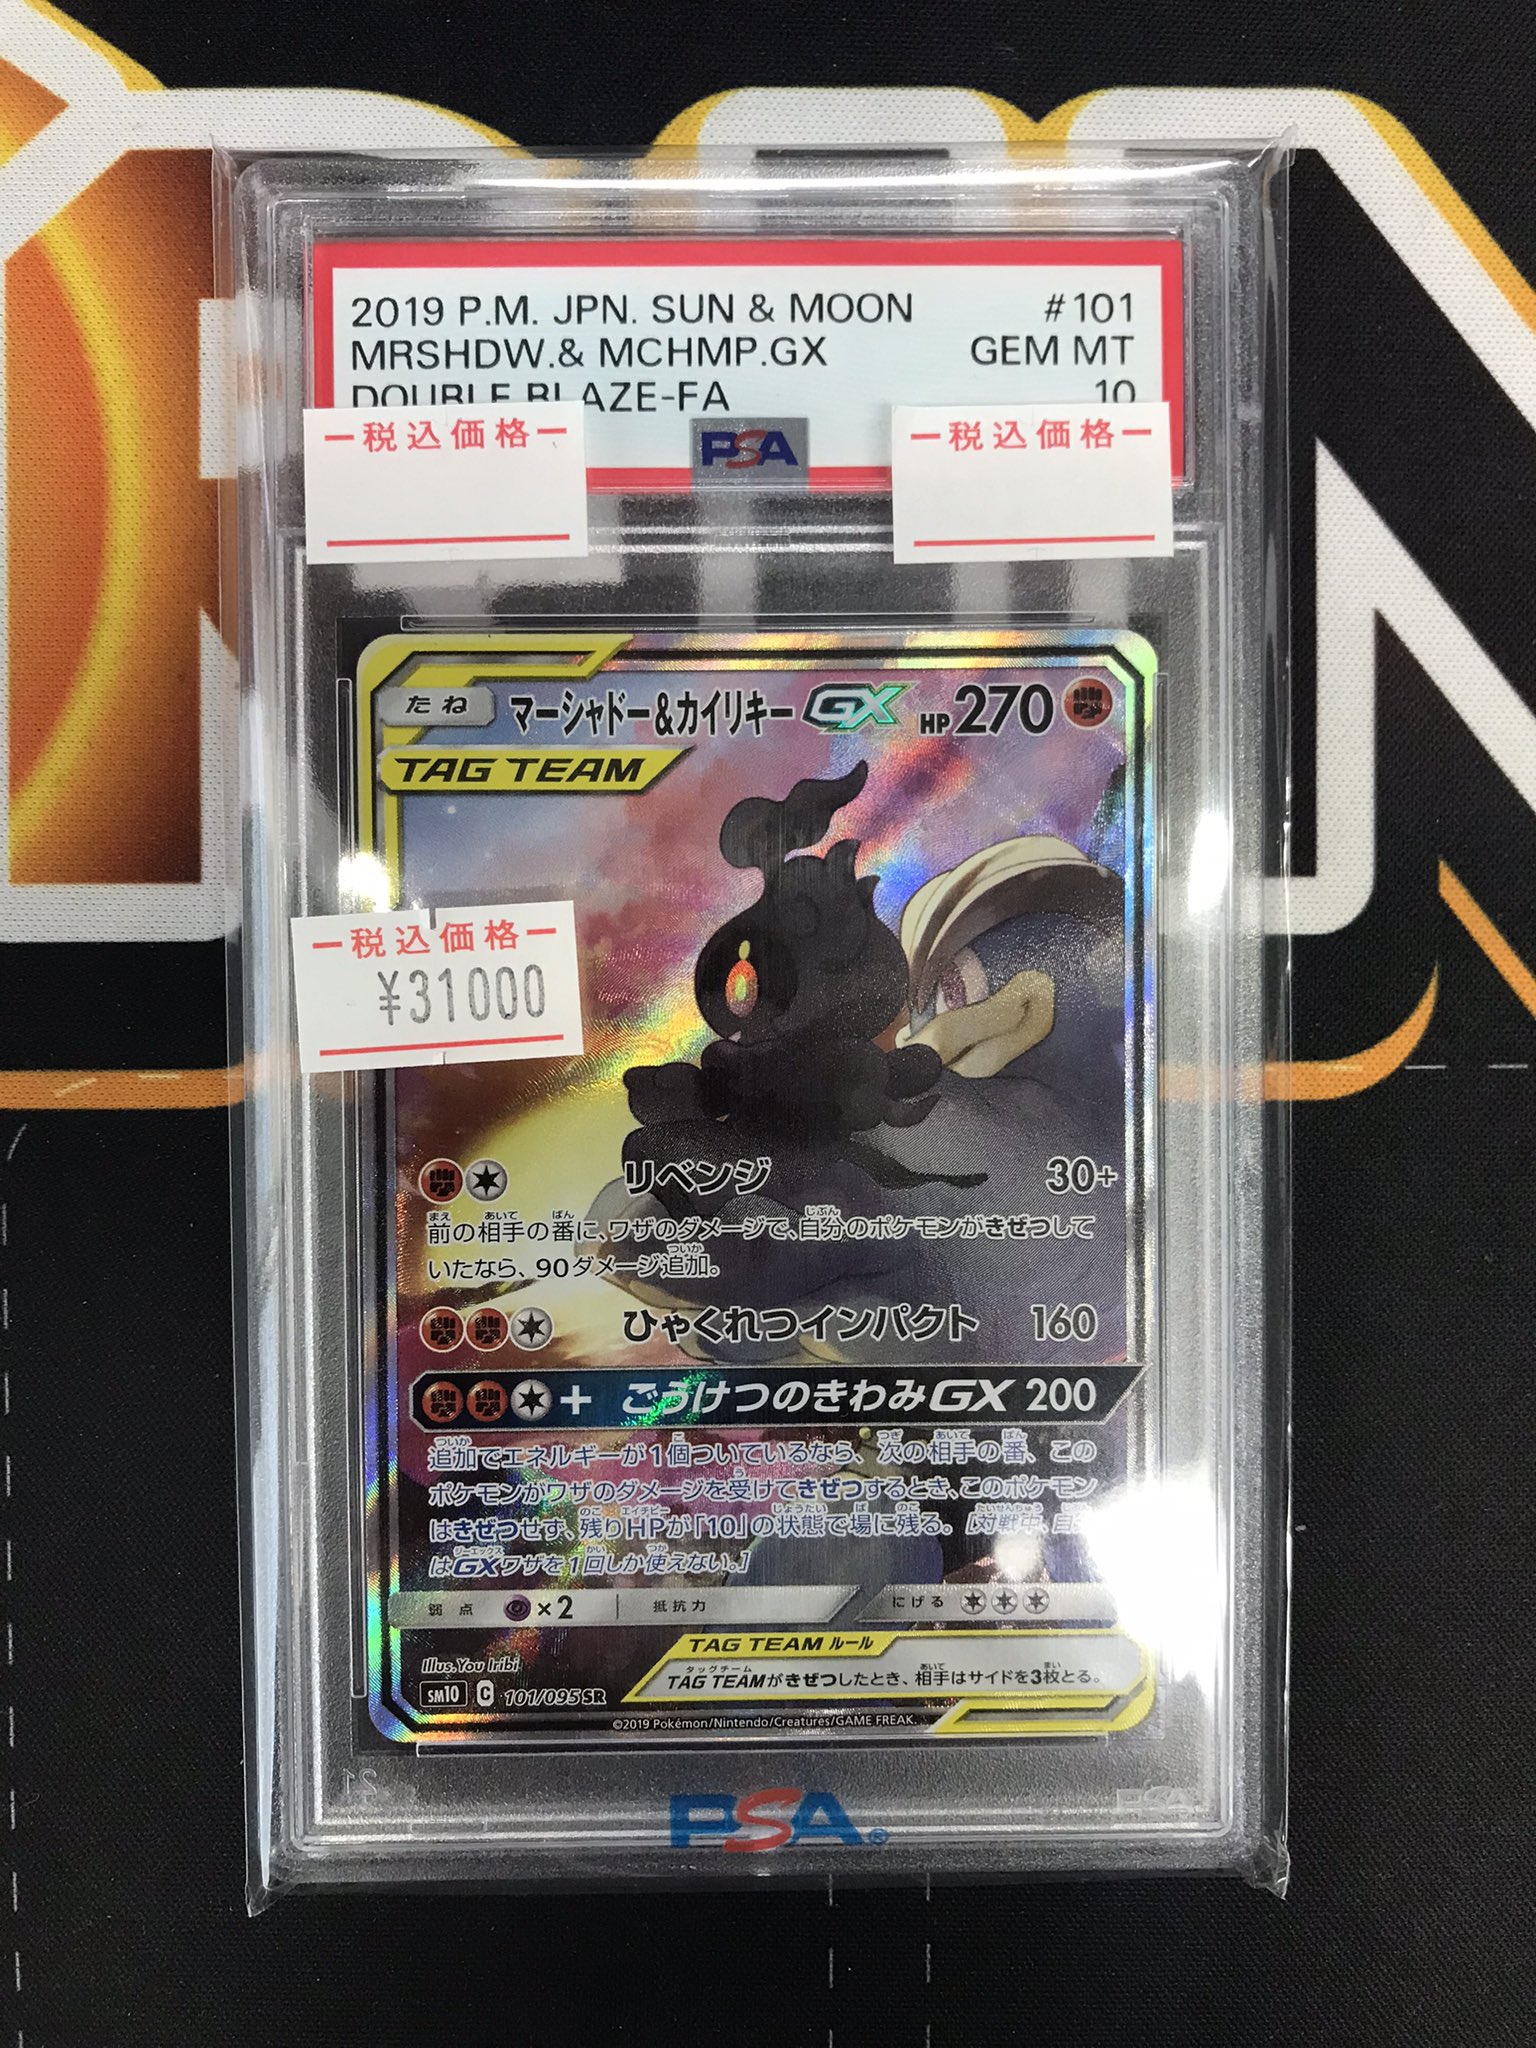 2019 P.M. JPN. SUN & MOON #101
MRSHDW.& MCHMP.GX GEM MT
DOUBLE BLAZE-FA 10
PSA
税込価格
税込価格
たね マーシャドー&カイリキーGX HP270
TAG TEAM
税込価格
¥31000
リベンジ 30+
前の相手の番に、ワザのダメージで、自分のポケモンがきぜつして
いたなら、90ダメージ追加。
ひゃくれつインパクト 160
+ ごうけつのきわみGX 200
追加でエネルギーが1個ついているなら、次の相手の番、この
ポケモンがワザのダメージを受けてきぜつするとき、このポケモン
はきぜつせず、残りHPが「10」の状態で場に残る。[対戦中、自
はGXワザを1回しか使えない。]
弱点 ×2 抵抗力 にげる
TAG TEAM ルール
TAG TEAMがきぜつしたとき、相手はサイドを3枚とる。
Illus. You Iribi
SM10 C 101/095 SR
©2019 Pokémon/Nintendo/Creatures/GAME FREAK.
PSA®